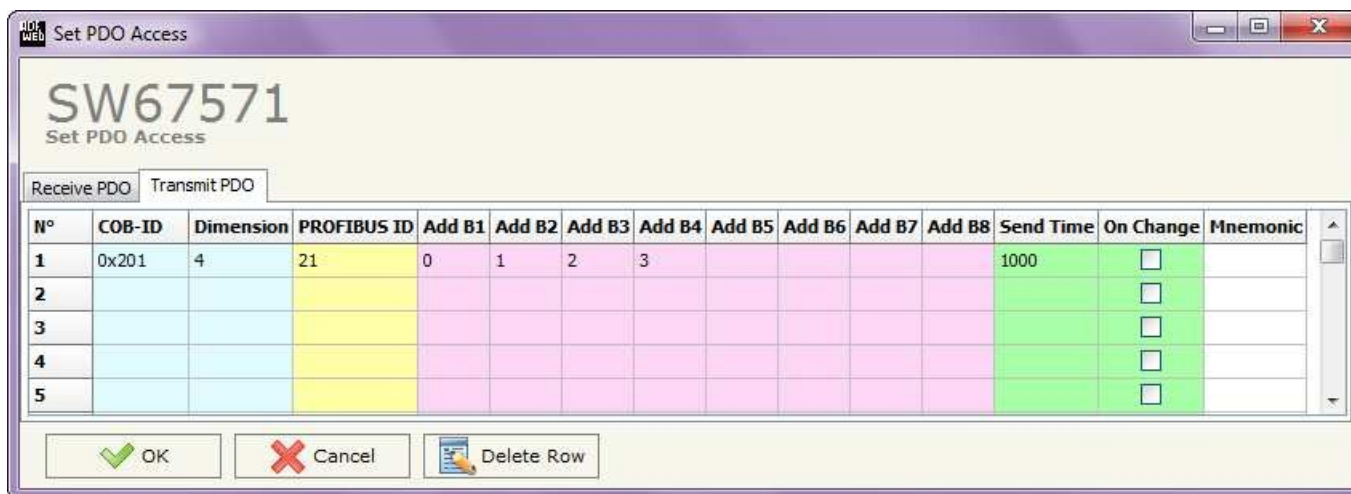 ADF WEB Set PDO Access
SW67571
Set PDO Access
Receive PDO Transmit PDO
N° COB-ID Dimension PROFIBUS ID Add B1 Add B2 Add B3 Add B4 Add B5 Add B6 Add B7 Add B8 Send Time On Change Mnemonic
1 0x201 4 21 0 1 2 3 1000
2
3
4
5
OK Cancel Delete Row